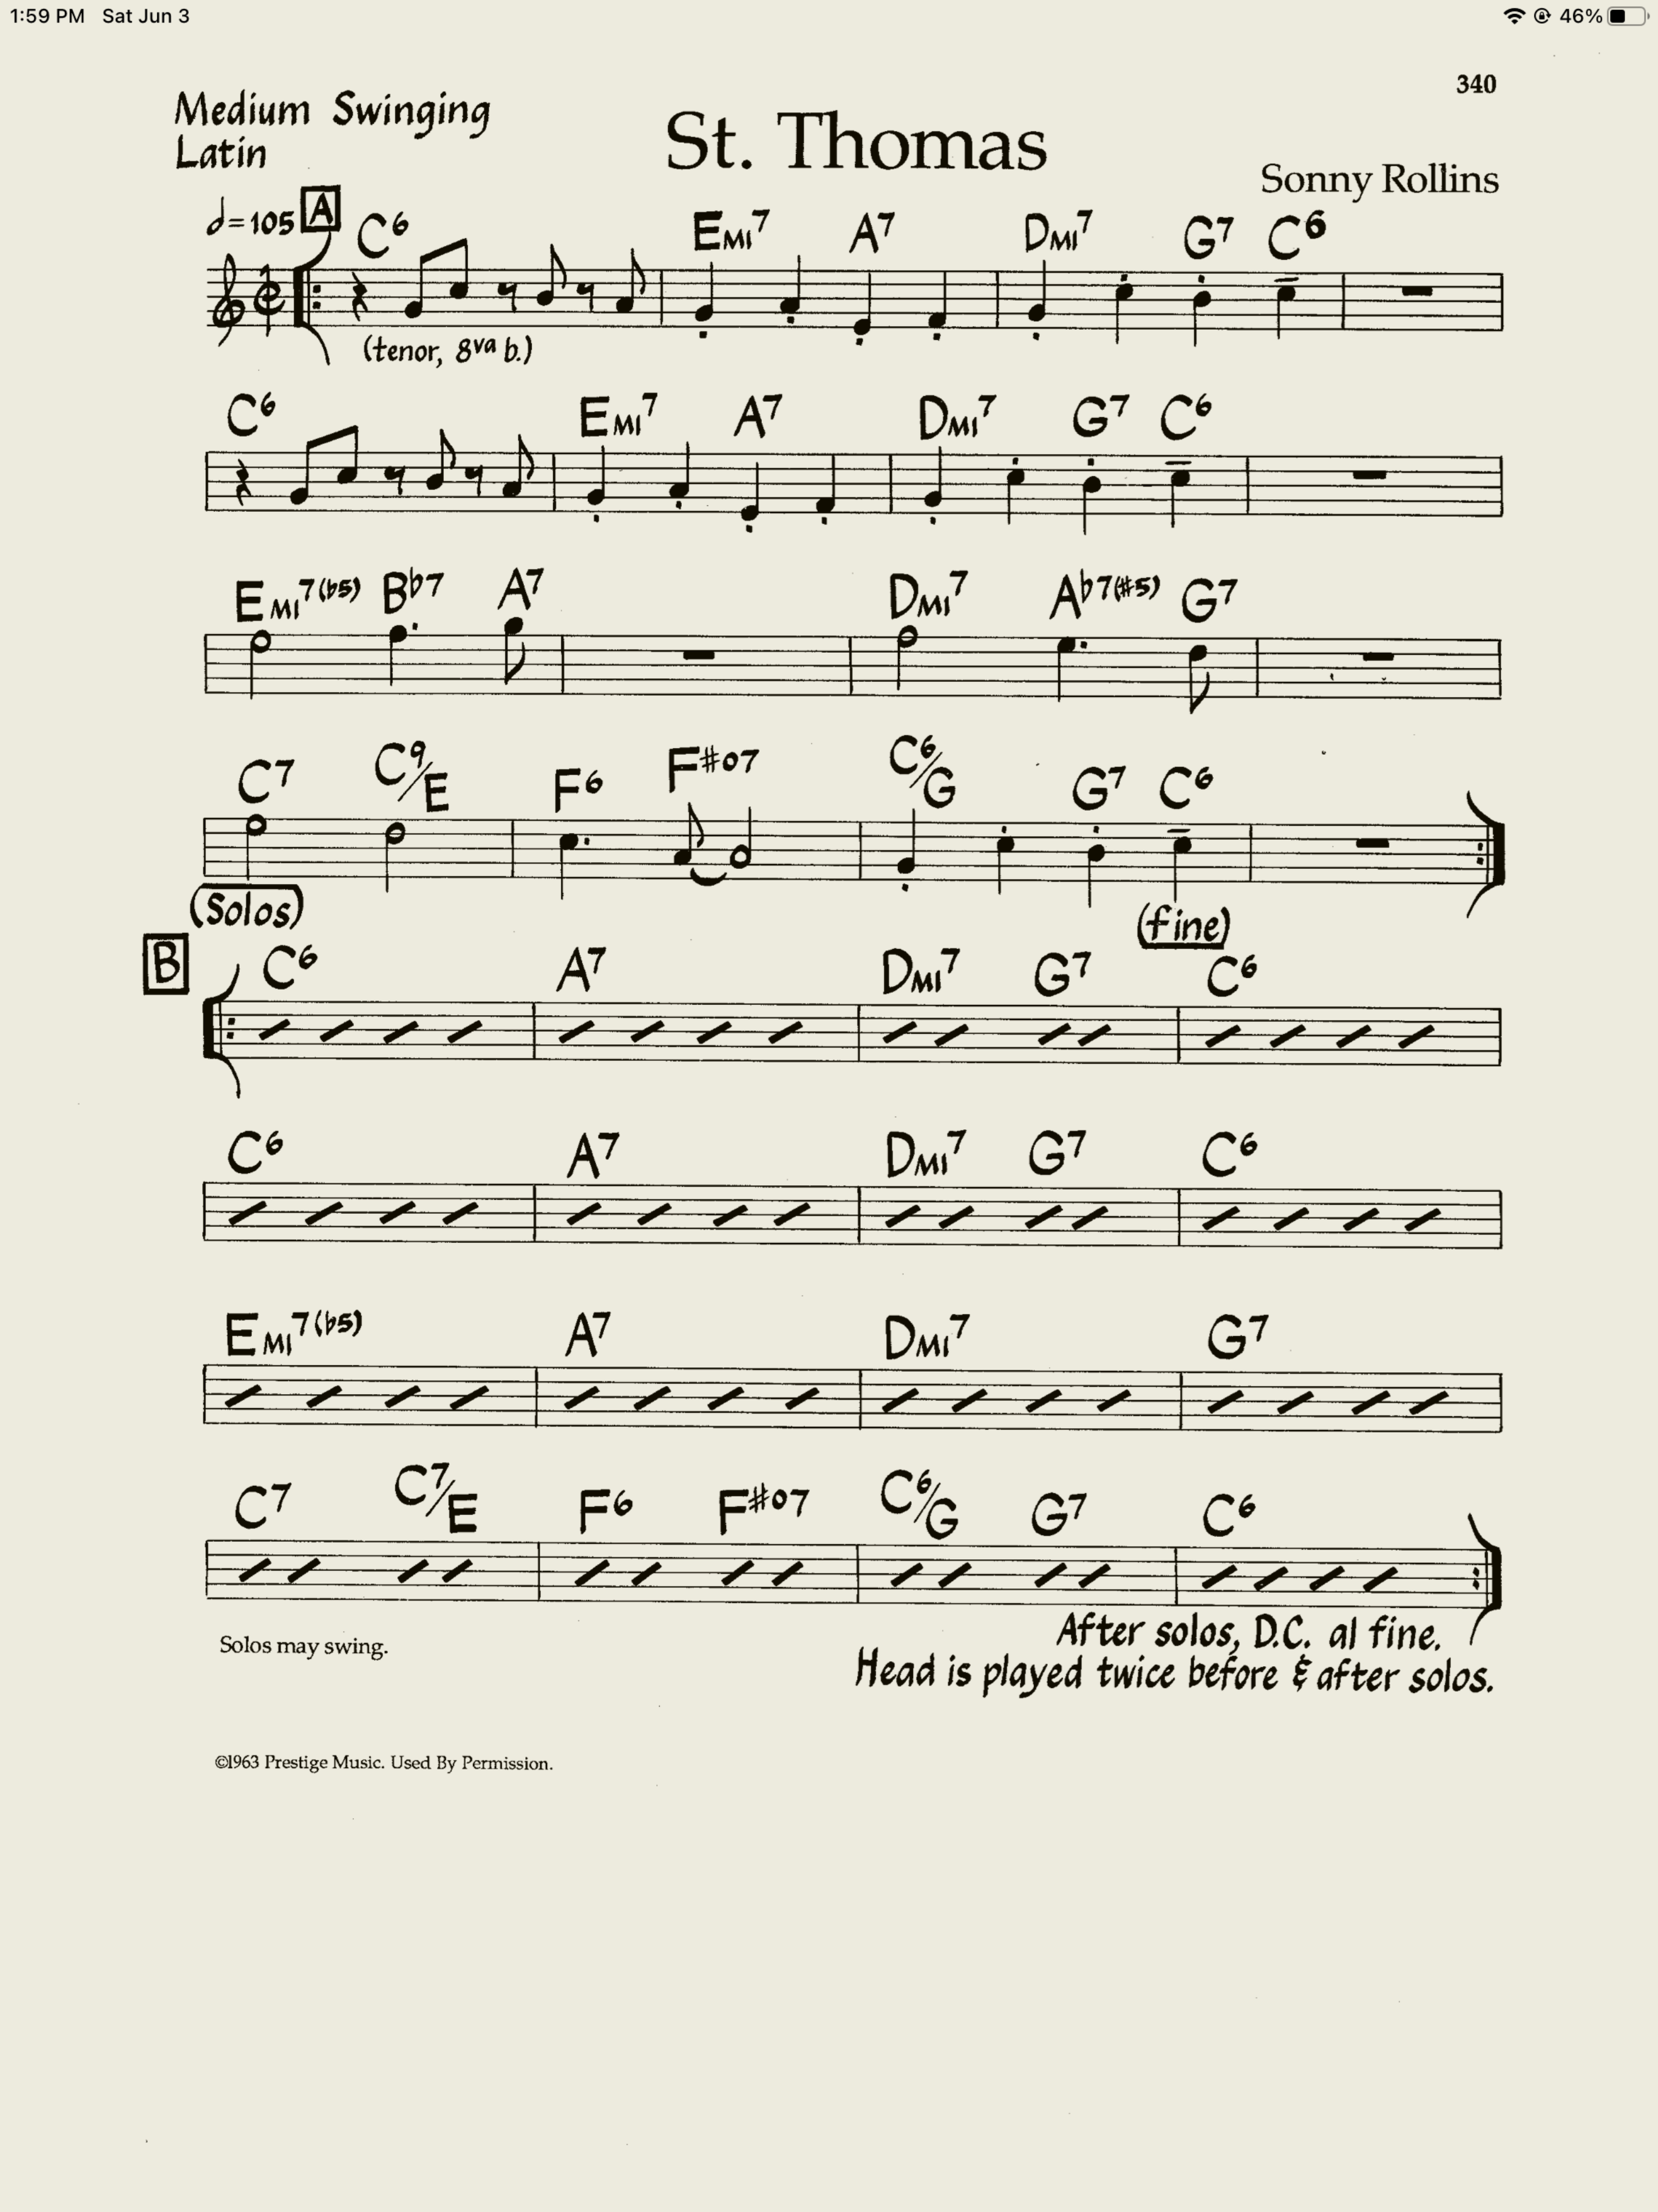 1:59 PM Sat Jun 3 46%
340
Medium Swinging
Latin
St. Thomas
Sonny Rollins
𝅗𝅥=105 A C6 EMI7 A7 DMI7 G7 C6
(tenor, 8va b.)
C6 EMI7 A7 DMI7 G7 C6
EMI7(b5) Bb7 A7 DMI7 Ab7(#5) G7
C7 C9/E F6 F#o7 C6/G G7 C6
(Solos)
(fine)
B C6 A7 DMI7 G7 C6
C6 A7 DMI7 G7 C6
EMI7(b5) A7 DMI7 G7
C7 C7/E F6 F#o7 C6/G G7 C6
Solos may swing.
After solos, D.C. al fine.
Head is played twice before & after solos.
©1963 Prestige Music. Used By Permission.